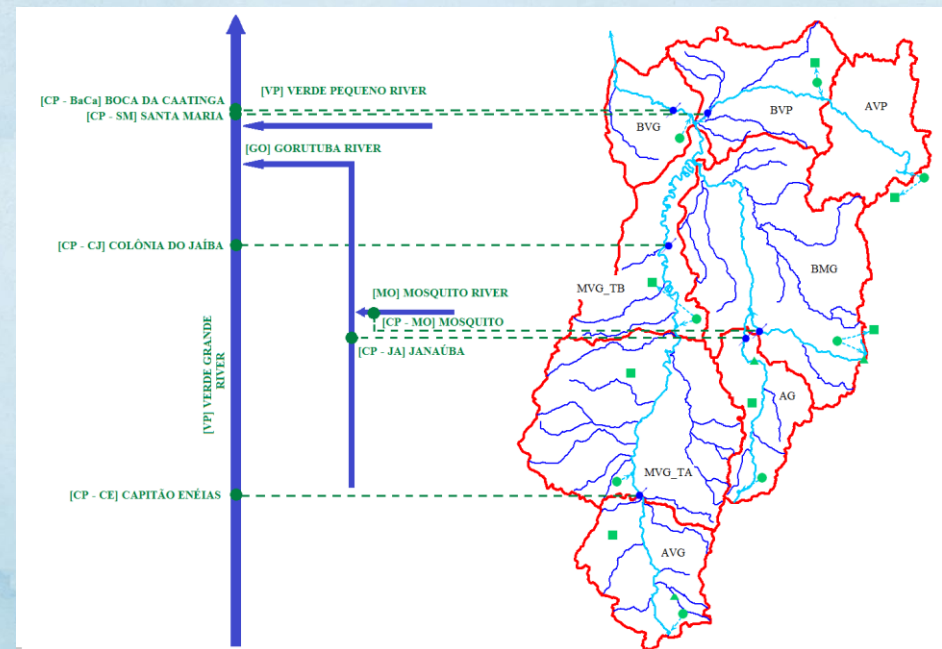 [VP] VERDE PEQUENO RIVER
[CP - BaCa] BOCA DA CAATINGA
[CP - SM] SANTA MARIA
[GO] GORUTUBA RIVER
[CP - CJ] COLÔNIA DO JAÍBA
[MO] MOSQUITO RIVER
[CP - MO] MOSQUITO
[CP - JA] JANAÚBA
[VP] VERDE GRANDE
RIVER
[CP - CE] CAPITÃO ENÉIAS
BVG
BVP
AVP
BMG
MVG_TB
AG
MVG_TA
AVG